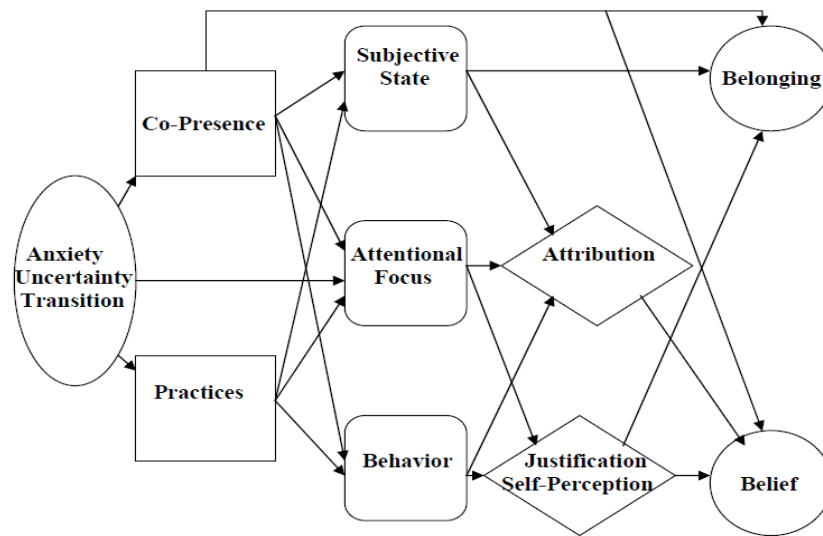 Subjective
State
Belonging
Co-Presence
Anxiety
Uncertainty
Transition
Attentional
Focus
Attribution
Practices
Behavior
Justification
Self-Perception
Belief